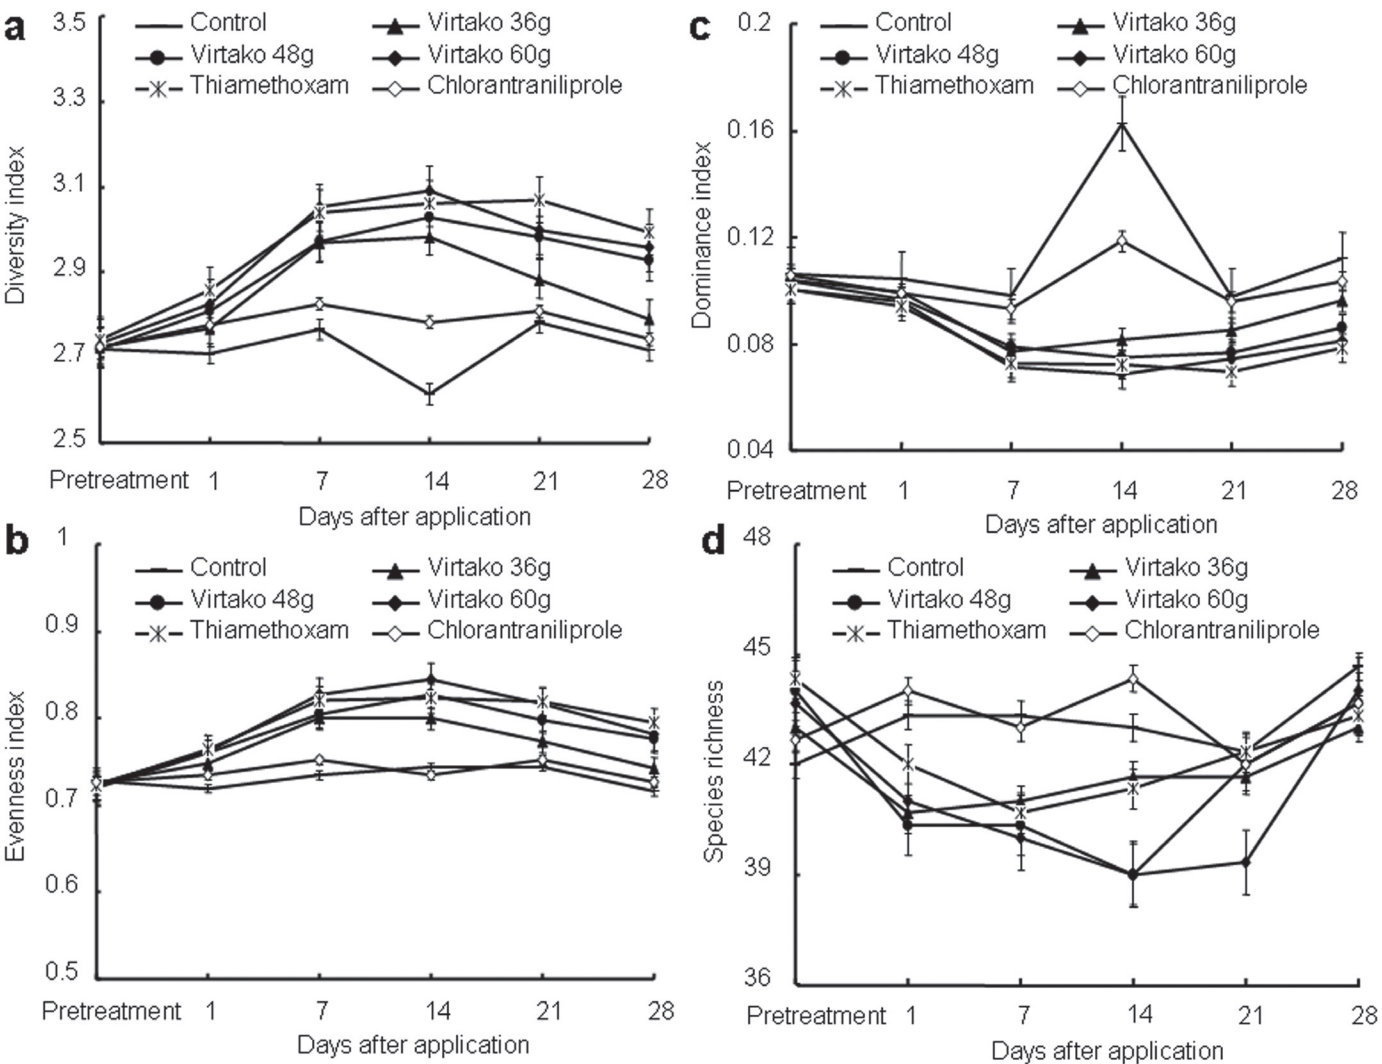 a
3.5
3.3
3.1
2.9
2.7
2.5
Diversity index
Control
Virtako 36g
Virtako 48g
Virtako 60g
Thiamethoxam
Chlorantraniliprole
Pretreatment 1 7 14 21 28
Days after application
c
0.2
0.16
0.12
0.08
0.04
Dominance index
Control
Virtako 36g
Virtako 48g
Virtako 60g
Thiamethoxam
Chlorantraniliprole
Pretreatment 1 7 14 21 28
Days after application
b
1
0.9
0.8
0.7
0.6
0.5
Evenness index
Control
Virtako 36g
Virtako 48g
Virtako 60g
Thiamethoxam
Chlorantraniliprole
Pretreatment 1 7 14 21 28
Days after application
d
48
45
42
39
36
Species richness
Control
Virtako 36g
Virtako 48g
Virtako 60g
Thiamethoxam
Chlorantraniliprole
Pretreatment 1 7 14 21 28
Days after application